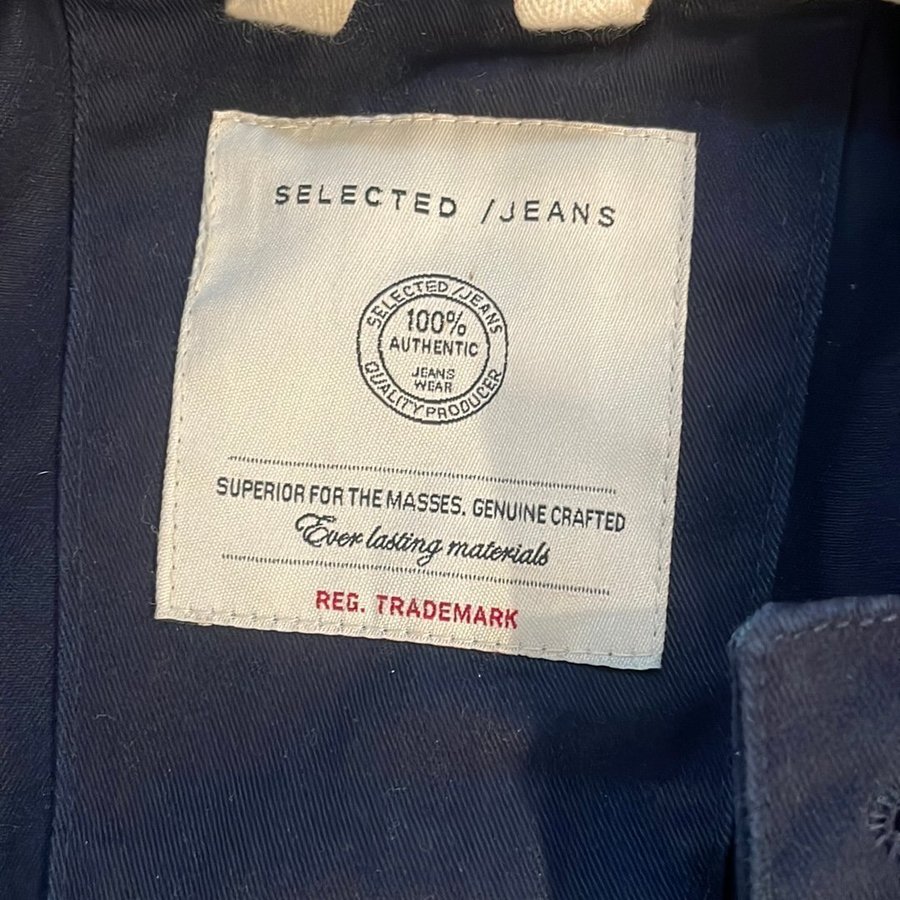 SELECTED /JEANS
SELECTED/JEANS
100%
AUTHENTIC
JEANS
WEAR
QUALITY PRODUCER
SUPERIOR FOR THE MASSES. GENUINE CRAFTED
Ever lasting materials
REG. TRADEMARK